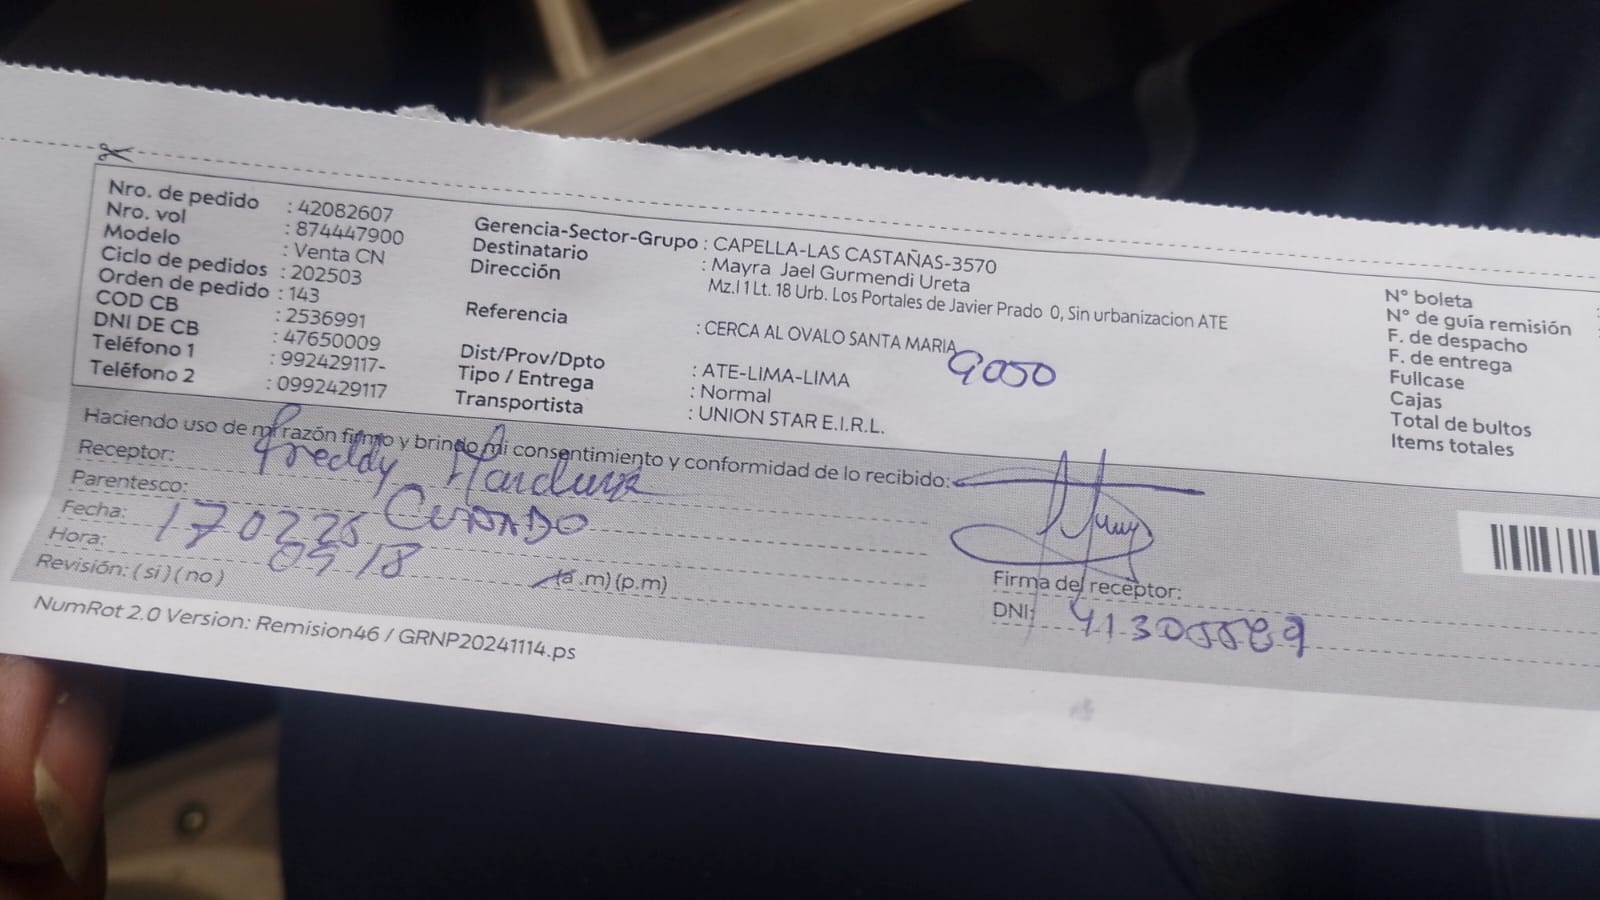 Nro. de pedido : 42082607
Nro. vol : 874447900
Modelo : Venta CN
Ciclo de pedidos : 202503
Orden de pedido : 143
COD CB : 2536991
DNI DE CB : 47650009
Teléfono 1 : 992429117-
Teléfono 2 : 0992429117
Gerencia-Sector-Grupo : CAPELLA-LAS CASTAÑAS-3570
Destinatario : Mayra Jael Gurmendi Ureta
Dirección : Mz.I 1 Lt. 18 Urb. Los Portales de Javier Prado 0, Sin urbanizacion ATE
Referencia : CERCA AL OVALO SANTA MARIA
9050
Dist/Prov/Dpto : ATE-LIMA-LIMA
Tipo / Entrega : Normal
Transportista : UNION STAR E.I.R.L.
N° boleta
N° de guía remisión
F. de despacho
F. de entrega
Fullcase
Cajas
Total de bultos
Items totales
Haciendo uso de mi razón firmo y brindo mi consentimiento y conformidad de lo recibido:
Receptor: Freddy
Parentesco: CUÑADO
Fecha: 170225
Hora: 09 18 (a.m)(p.m)
Revisión: (si)(no)
Firma del receptor:
DNI: 41305589
NumRot 2.0 Version: Remision46 / GRNP20241114.ps